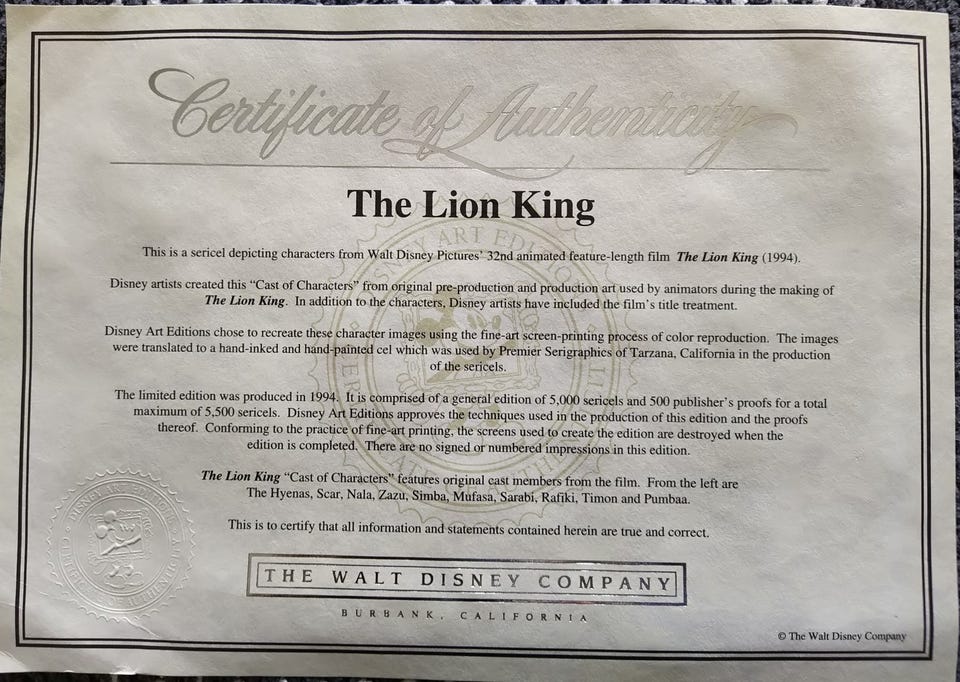 Certificate of Authenticity
The Lion King
This is a sericel depicting characters from Walt Disney Pictures' 32nd animated feature-length film The Lion King (1994).
Disney artists created this "Cast of Characters" from original pre-production and production art used by animators during the making of
The Lion King. In addition to the characters, Disney artists have included the film's title treatment.
Disney Art Editions chose to recreate these character images using the fine-art screen-printing process of color reproduction. The images
were translated to a hand-inked and hand-painted cel which was used by Premier Serigraphics of Tarzana, California in the production
of the sericels.
The limited edition was produced in 1994. It is comprised of a general edition of 5,000 sericels and 500 publisher's proofs for a total
maximum of 5,500 sericels. Disney Art Editions approves the techniques used in the production of this edition and the proofs
thereof. Conforming to the practice of fine-art printing, the screens used to create the edition are destroyed when the
edition is completed. There are no signed or numbered impressions in this edition.
The Lion King "Cast of Characters" features original cast members from the film. From the left are
The Hyenas, Scar, Nala, Zazu, Simba, Mufasa, Sarabi, Rafiki, Timon and Pumbaa.
This is to certify that all information and statements contained herein are true and correct.
THE WALT DISNEY COMPANY
BURBANK, CALIFORNIA
© The Walt Disney Company
DISNEY ART EDITIONS